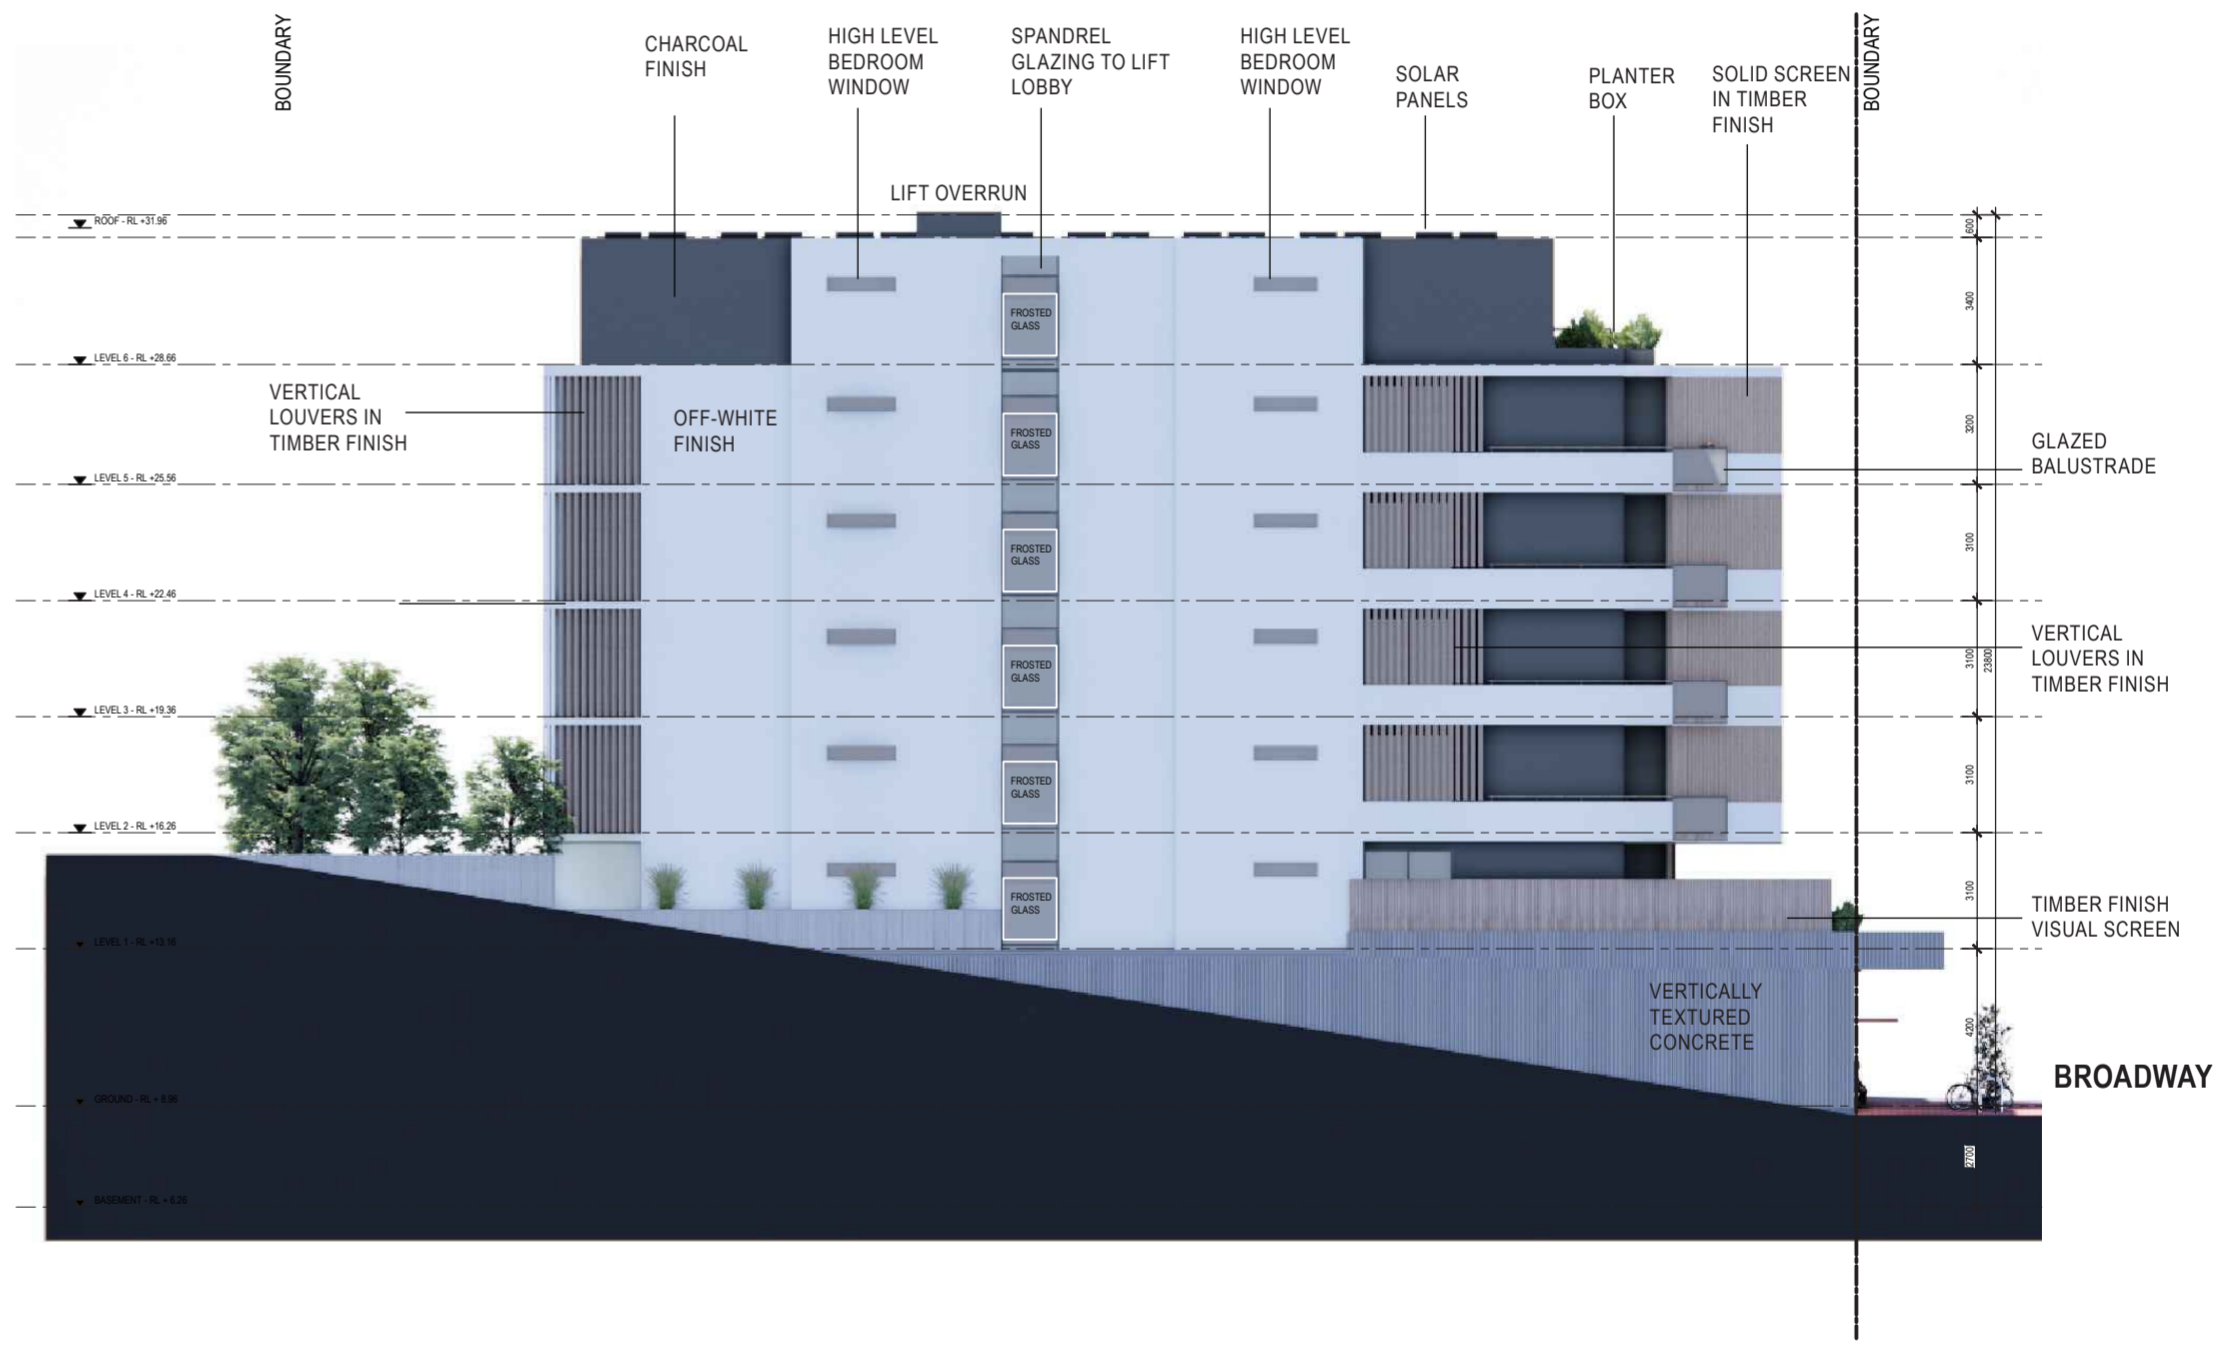 BOUNDARY
CHARCOAL
FINISH
HIGH LEVEL
BEDROOM
WINDOW
SPANDREL
GLAZING TO LIFT
LOBBY
HIGH LEVEL
BEDROOM
WINDOW
SOLAR
PANELS
PLANTER
BOX
SOLID SCREEN
IN TIMBER
FINISH
BOUNDARY
LIFT OVERRUN
ROOF - RL +31.96
600
3400
FROSTED
GLASS
LEVEL 6 - RL +28.66
VERTICAL
LOUVERS IN
TIMBER FINISH
OFF-WHITE
FINISH
FROSTED
GLASS
3200
GLAZED
BALUSTRADE
LEVEL 5 - RL +25.56
FROSTED
GLASS
3100
LEVEL 4 - RL +22.46
FROSTED
GLASS
3100
23800
VERTICAL
LOUVERS IN
TIMBER FINISH
LEVEL 3 - RL +19.36
FROSTED
GLASS
3100
LEVEL 2 - RL +16.26
FROSTED
GLASS
3100
TIMBER FINISH
VISUAL SCREEN
LEVEL 1 - RL +13.16
VERTICALLY
TEXTURED
CONCRETE
4200
BROADWAY
GROUND - RL + 8.96
2700
BASEMENT - RL + 6.26